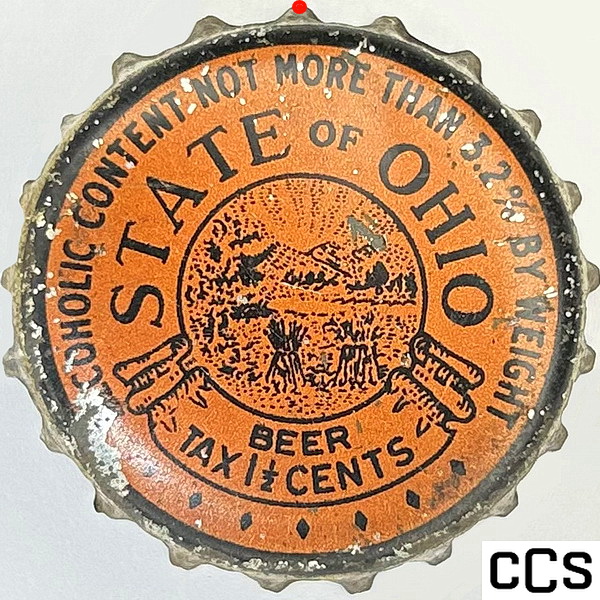 ALCOHOLIC CONTENT NOT MORE THAN 3.2% BY WEIGHT
STATE OF OHIO
BEER
TAX 1½ CENTS
CCS